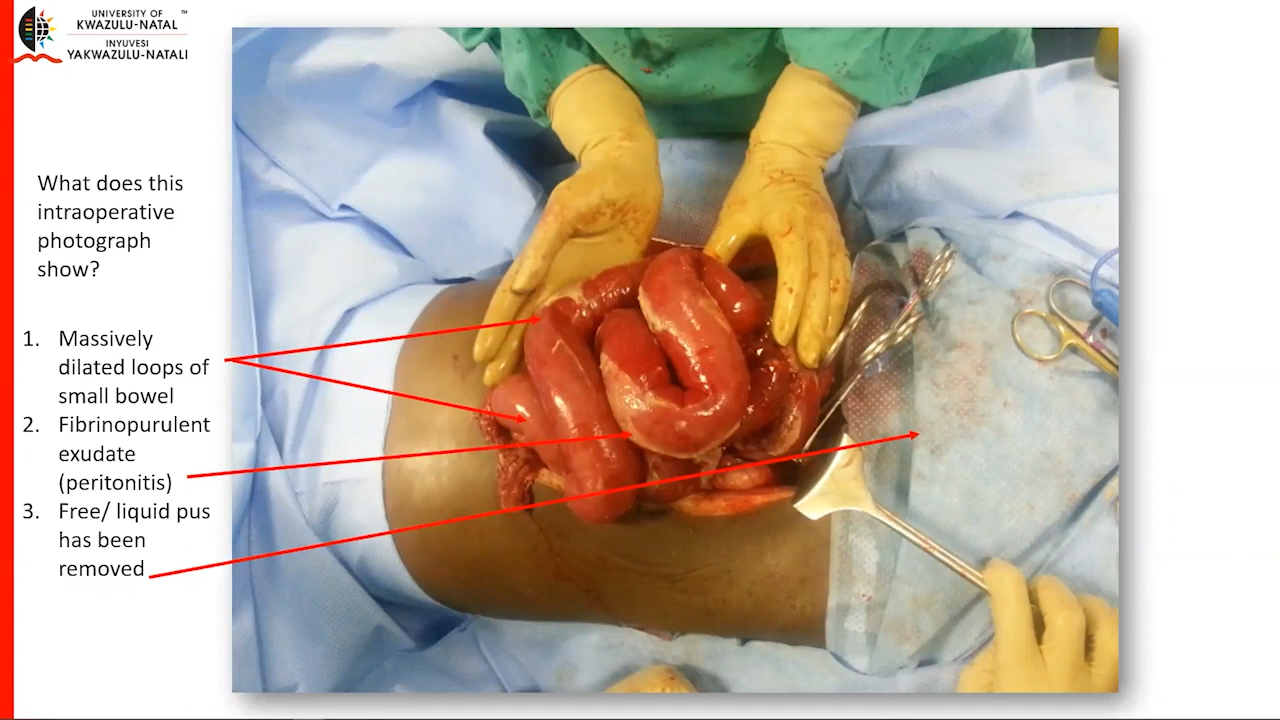 UNIVERSITY OF ™
KWAZULU-NATAL
INYUVESI
YAKWAZULU-NATALI
What does this
intraoperative
photograph
show?
1. Massively
dilated loops of
small bowel
2. Fibrinopurulent
exudate
(peritonitis)
3. Free/ liquid pus
has been
removed